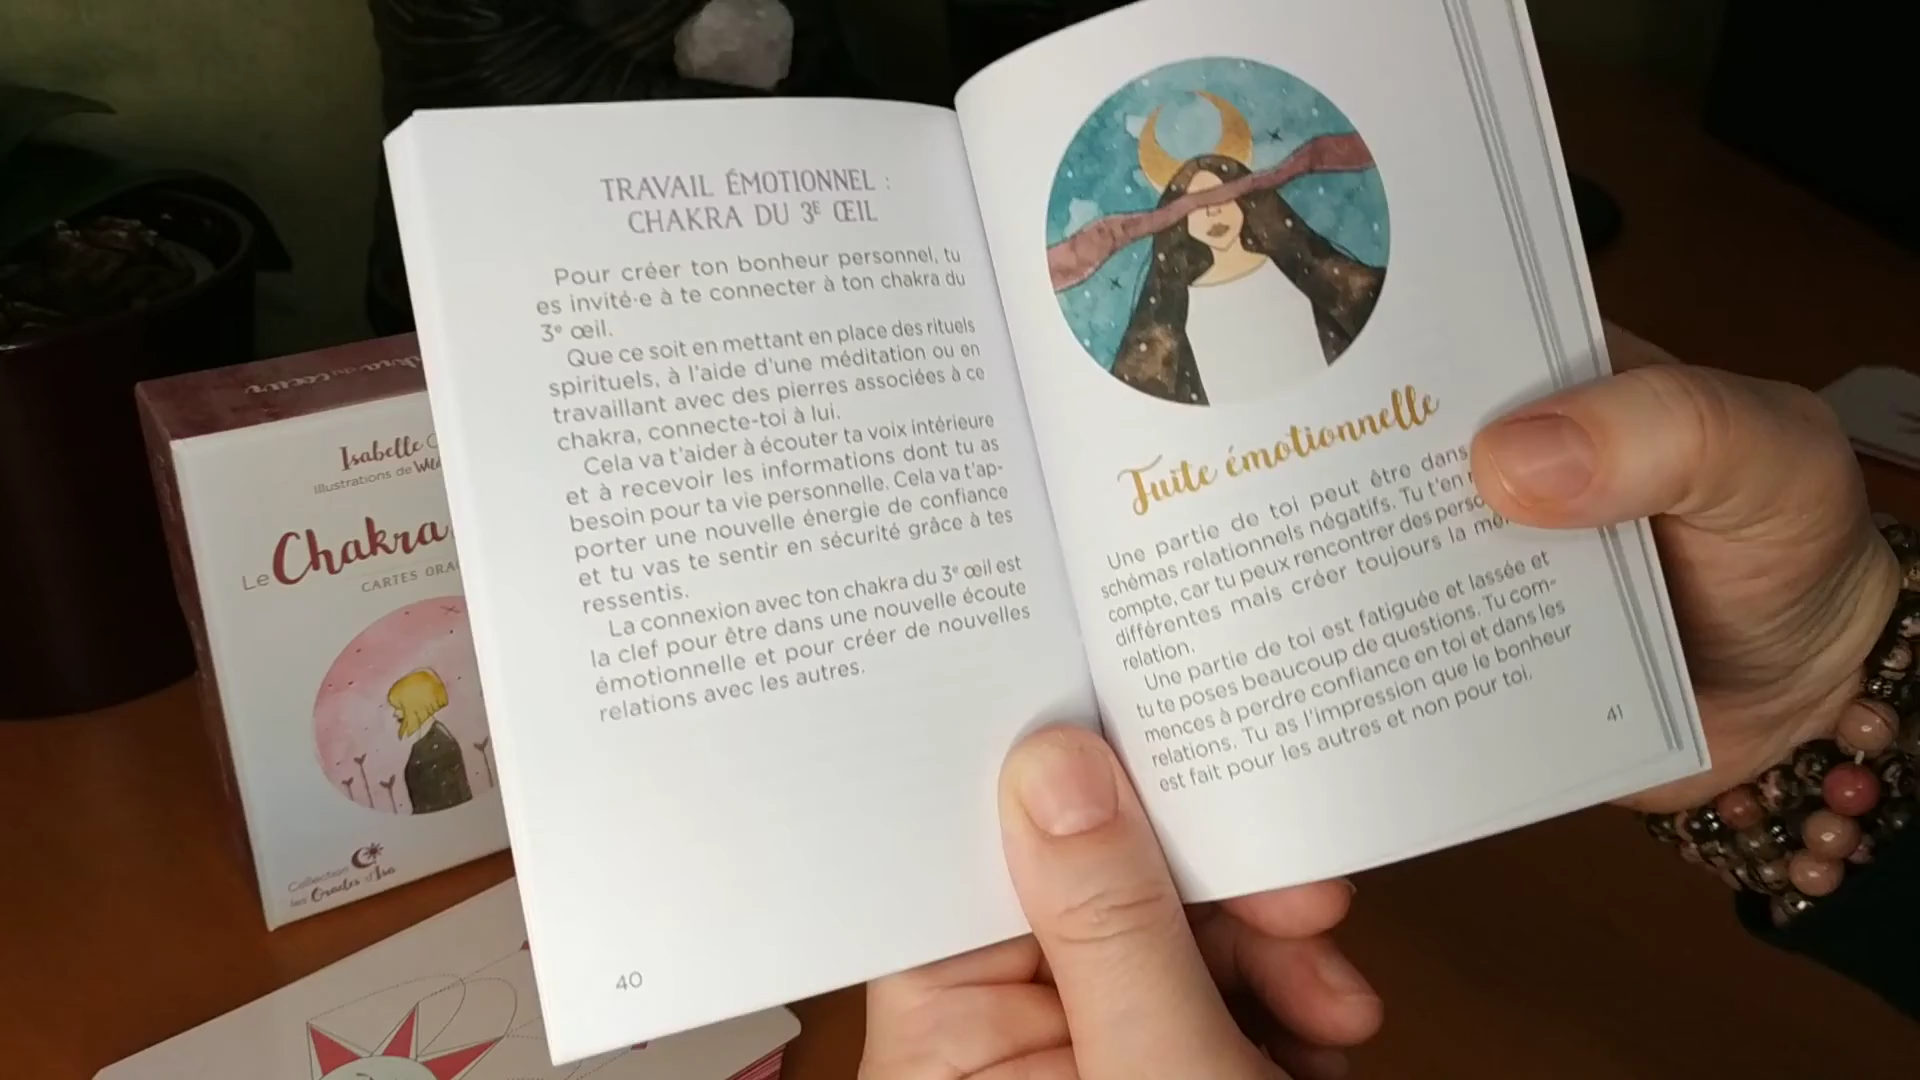 TRAVAIL ÉMOTIONNEL :
CHAKRA DU 3E ŒIL
Pour créer ton bonheur personnel, tu
es invité·e à te connecter à ton chakra du
3e œil.
Que ce soit en mettant en place des rituels
spirituels, à l'aide d'une méditation ou en
travaillant avec des pierres associées à ce
chakra, connecte-toi à lui.
Cela va t'aider à écouter ta voix intérieure
et à recevoir les informations dont tu as
besoin pour ta vie personnelle. Cela va t'ap-
porter une nouvelle énergie de confiance
et tu vas te sentir en sécurité grâce à tes
ressentis.
La connexion avec ton chakra du 3e œil est
la clef pour être dans une nouvelle écoute
émotionnelle et pour créer de nouvelles
relations avec les autres.
40
Fuite émotionnelle
Une partie de toi peut être dans
schémas relationnels négatifs. Tu t'en
compte, car tu peux rencontrer des
différentes mais créer toujours la
relation.
Une partie de toi est fatiguée et lassée et
tu te poses beaucoup de questions. Tu com-
mences à perdre confiance en toi et dans les
relations. Tu as l'impression que le bonheur
est fait pour les autres et non pour toi.
41
Isabelle
Illustrations de
Le Chakra
CARTES
Collection
les Oracles d'Isa